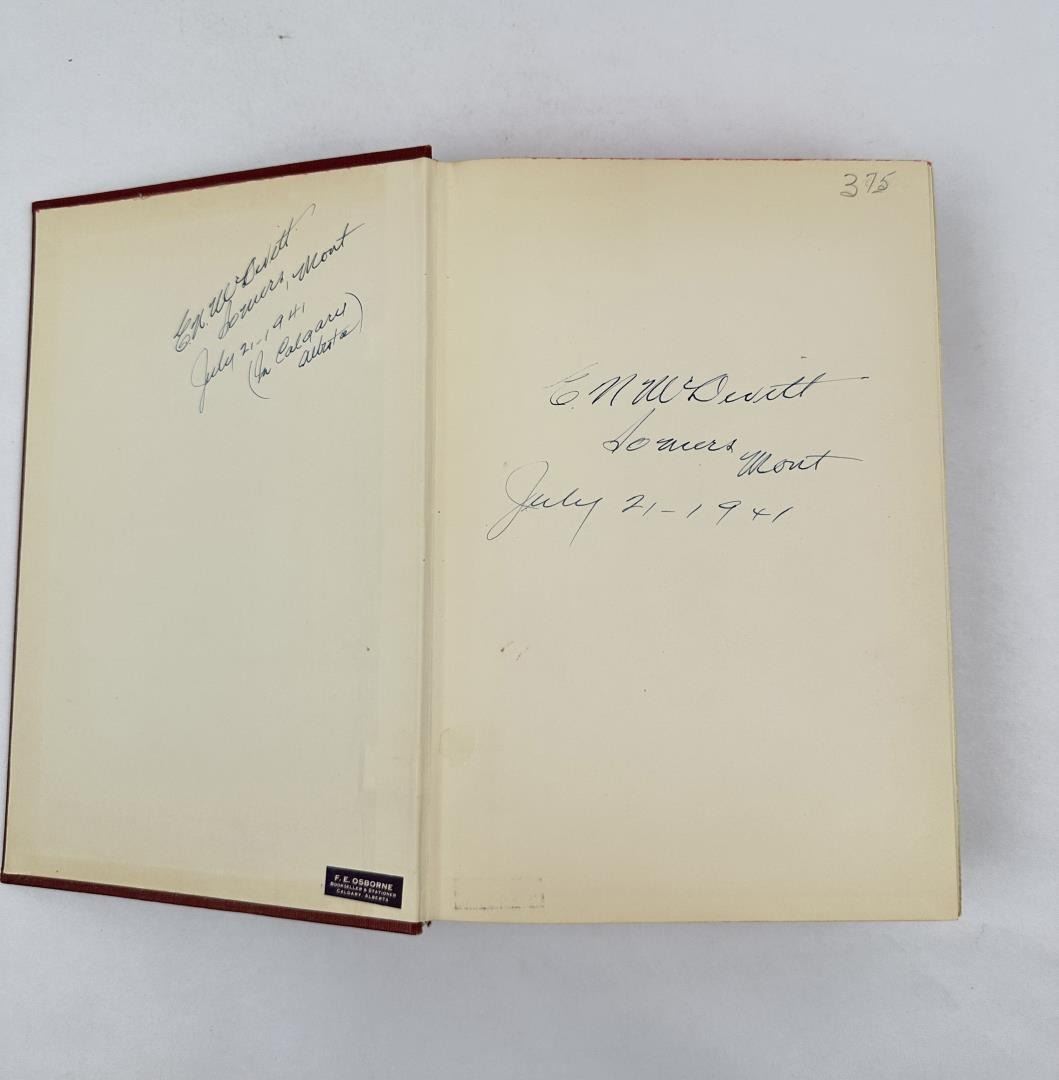 E. N. McDevitt
Somers, Mont
July 21-1941
(In Calgary
Alberta)
F. E. OSBORNE
BOOKSELLER & STATIONER
CALGARY, ALBERTA
375
E. N McDevitt
Somers Mont
July 21-1941